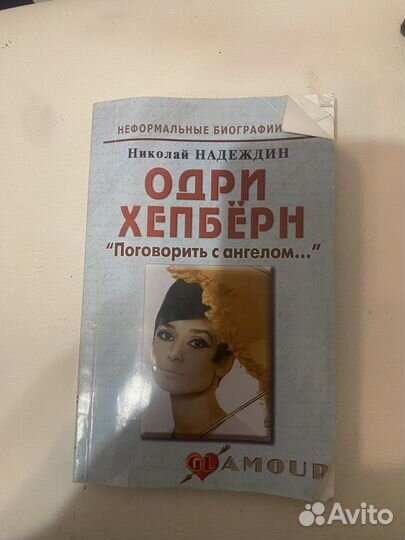 НЕФОРМАЛЬНЫЕ БИОГРАФИИ
Николай НАДЕЖДИН
ОДРИ
ХЕПБЁРН
"Поговорить с ангелом..."
GLAMOUR
Avito